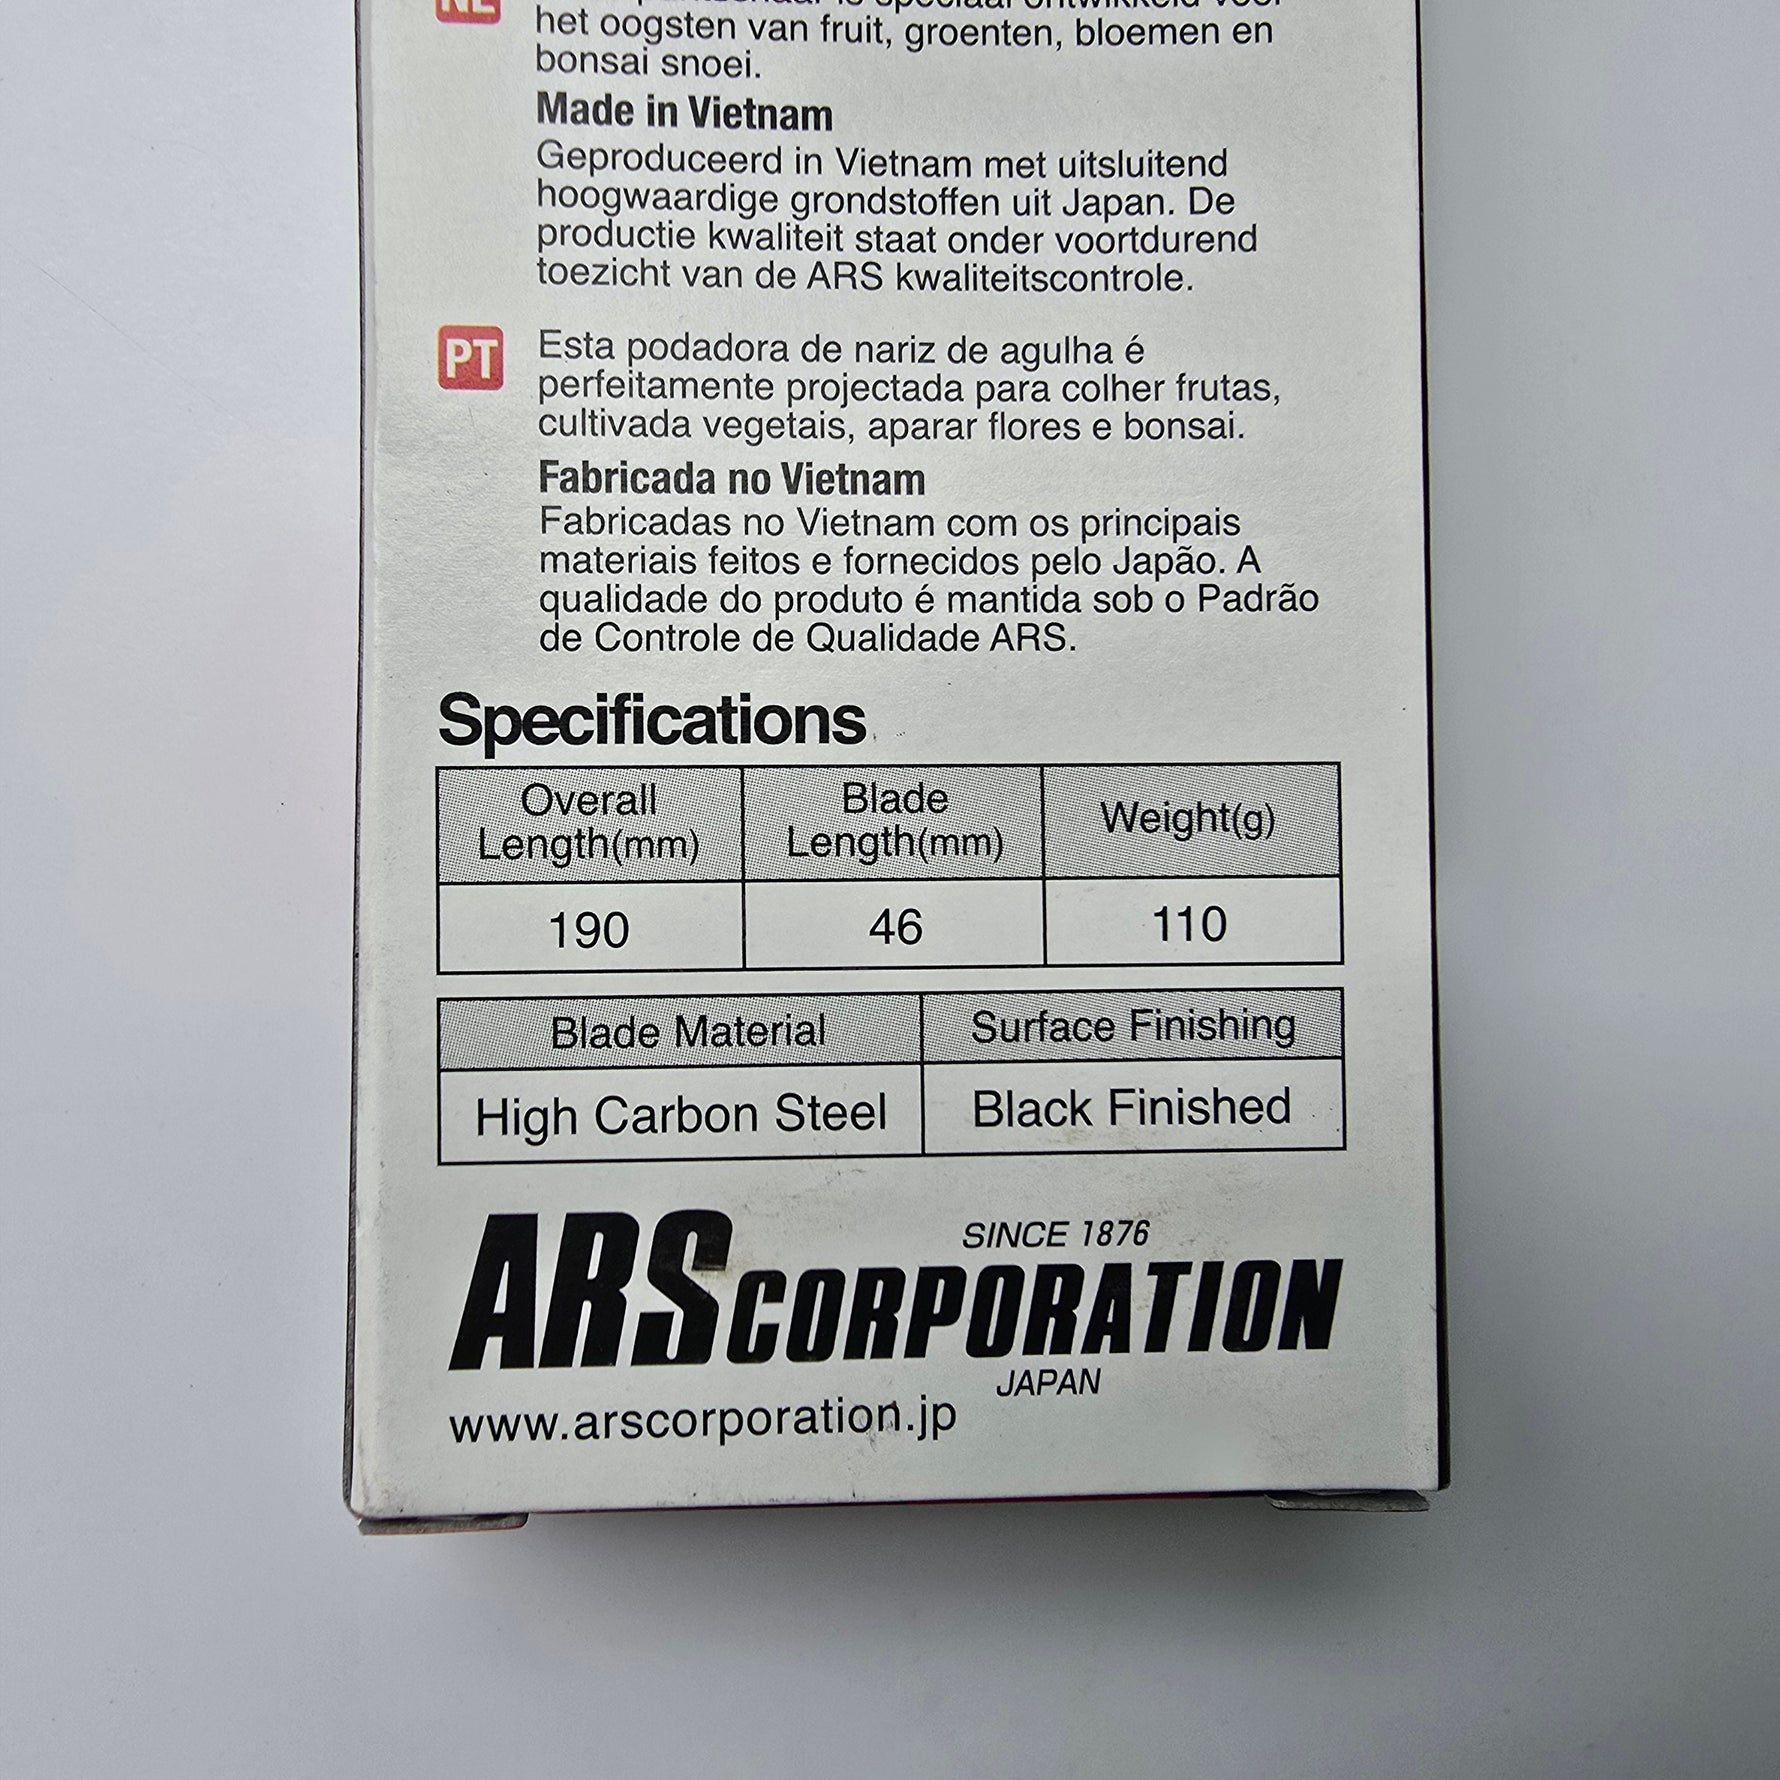 NL
het oogsten van fruit, groenten, bloemen en
bonsai snoei.
Made in Vietnam
Geproduceerd in Vietnam met uitsluitend
hoogwaardige grondstoffen uit Japan. De
productie kwaliteit staat onder voortdurend
toezicht van de ARS kwaliteitscontrole.
PT
Esta podadora de nariz de agulha é
perfeitamente projectada para colher frutas,
cultivada vegetais, aparar flores e bonsai.
Fabricada no Vietnam
Fabricadas no Vietnam com os principais
materiais feitos e fornecidos pelo Japão. A
qualidade do produto é mantida sob o Padrão
de Controle de Qualidade ARS.
Specifications
Overall Length(mm) Blade Length(mm) Weight(g)
190 46 110
Blade Material Surface Finishing
High Carbon Steel Black Finished
SINCE 1876
ARS CORPORATION
JAPAN
www.arscorporation.jp